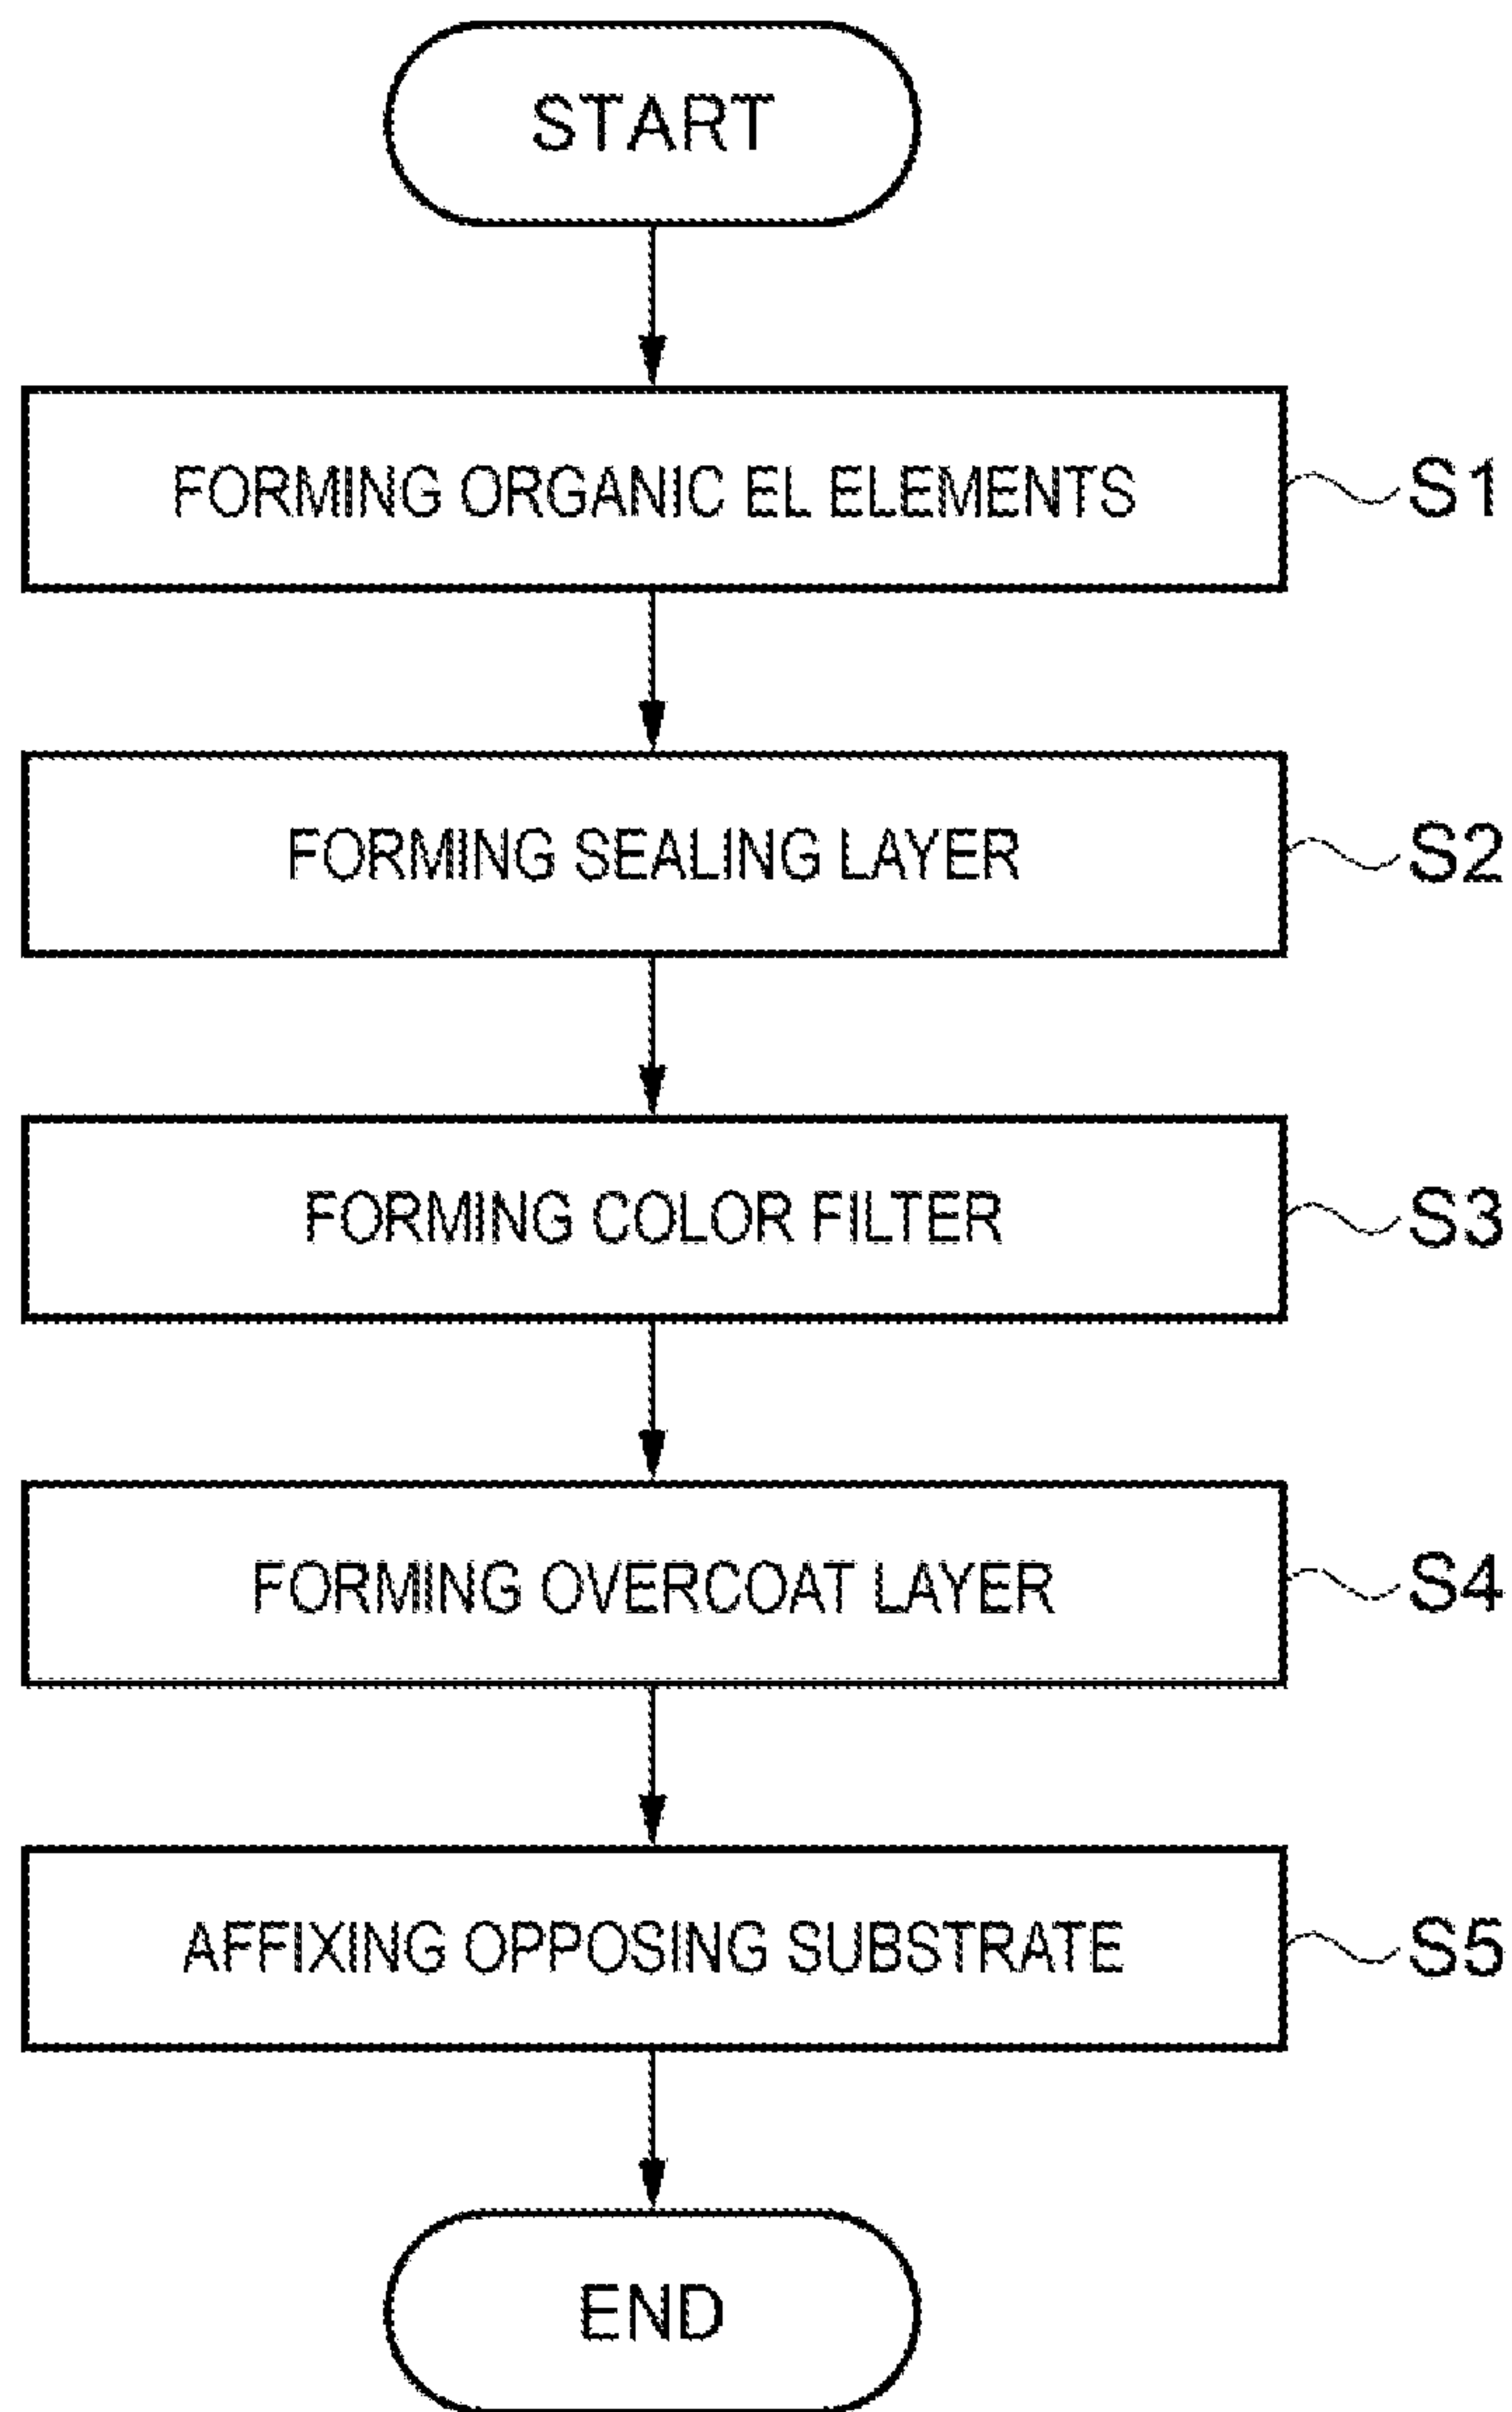 START
FORMING ORGANIC EL ELEMENTS S1
FORMING SEALING LAYER S2
FORMING COLOR FILTER S3
FORMING OVERCOAT LAYER S4
AFFIXING OPPOSING SUBSTRATE S5
END